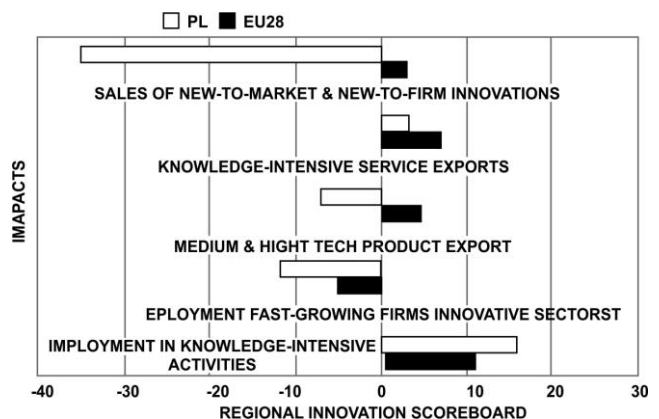 PL EU28
SALES OF NEW-TO-MARKET & NEW-TO-FIRM INNOVATIONS
KNOWLEDGE-INTENSIVE SERVICE EXPORTS
IMAPACTS
MEDIUM & HIGHT TECH PRODUCT EXPORT
EPLOYMENT FAST-GROWING FIRMS INNOVATIVE SECTORST
IMPLOYMENT IN KNOWLEDGE-INTENSIVE
ACTIVITIES
-40 -30 -20 -10 0 10 20 30
REGIONAL INNOVATION SCOREBOARD